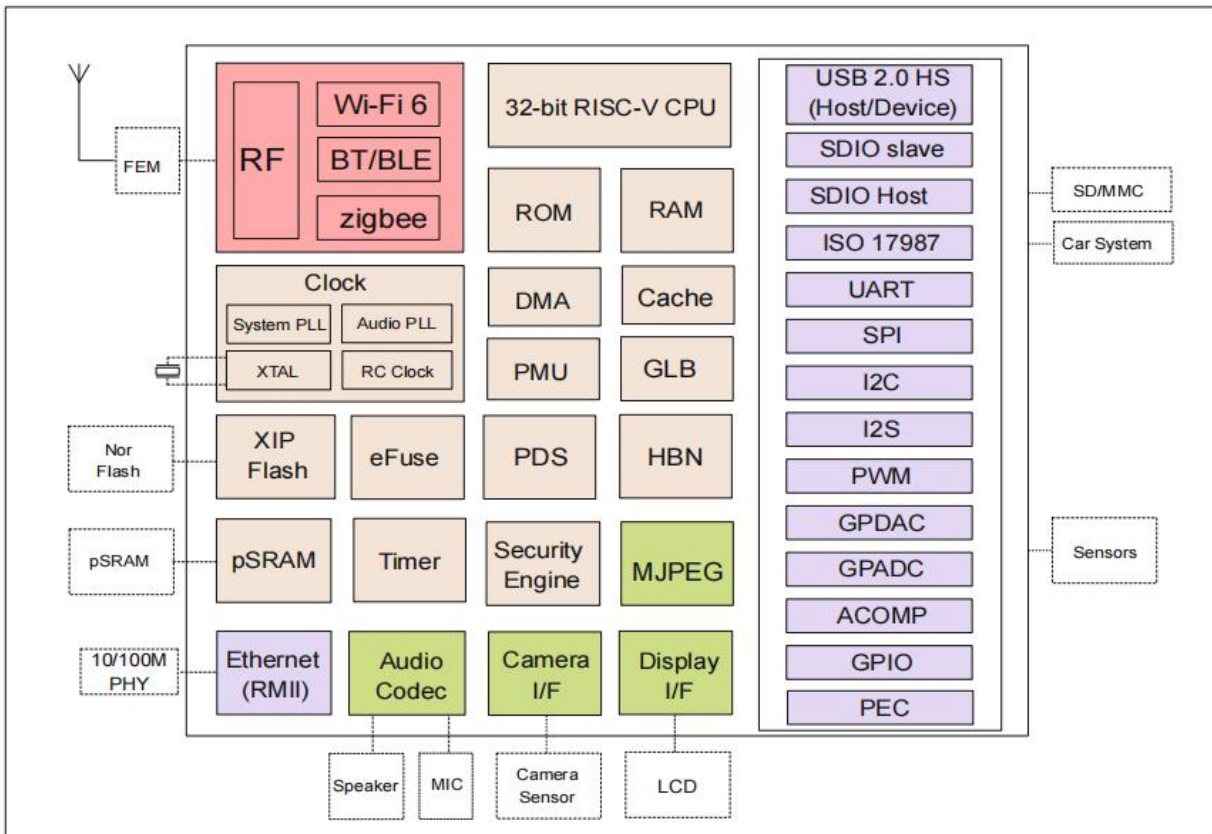 FEM
RF
Wi-Fi 6
BT/BLE
zigbee
Clock
System PLL
Audio PLL
XTAL
RC Clock
Nor
Flash
XIP
Flash
eFuse
pSRAM
pSRAM
Timer
10/100M
PHY
Ethernet
(RMII)
Audio
Codec
Speaker
MIC
32-bit RISC-V CPU
ROM
RAM
DMA
Cache
PMU
GLB
PDS
HBN
Security
Engine
MJPEG
Camera
I/F
Display
I/F
Camera
Sensor
LCD
USB 2.0 HS
(Host/Device)
SDIO slave
SDIO Host
ISO 17987
UART
SPI
I2C
I2S
PWM
GPDAC
GPADC
ACOMP
GPIO
PEC
SD/MMC
Car System
Sensors